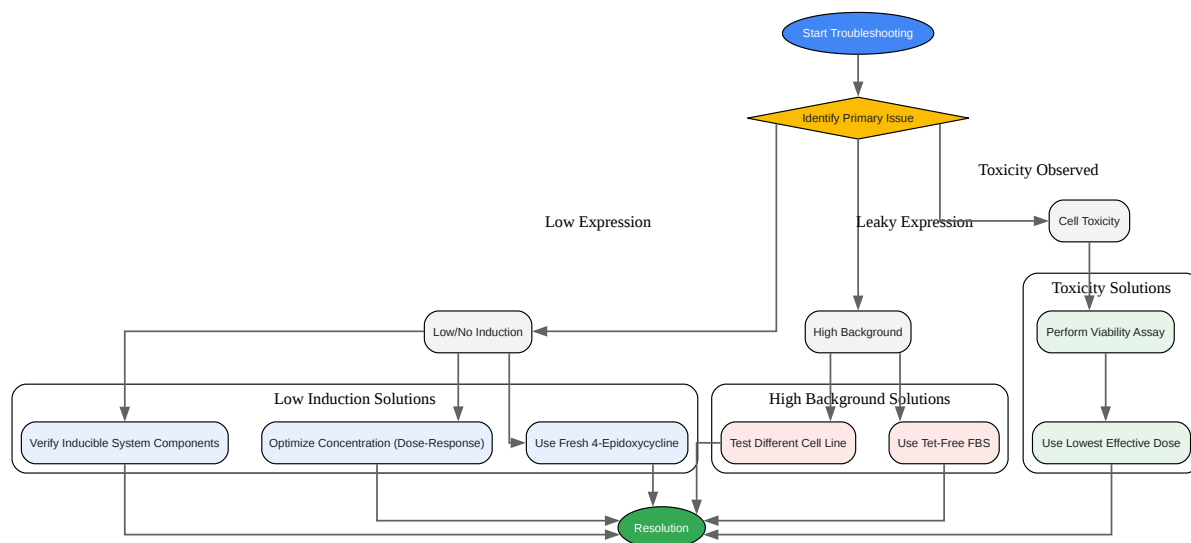 Start Troubleshooting
Identify Primary Issue
Toxicity Observed
Low Expression
Leaky Expression
Cell Toxicity
Toxicity Solutions
Low/No Induction
High Background
Perform Viability Assay
Low Induction Solutions
High Background Solutions
Verify Inducible System Components
Optimize Concentration (Dose-Response)
Use Fresh 4-Epidoxycycline
Test Different Cell Line
Use Tet-Free FBS
Use Lowest Effective Dose
Resolution